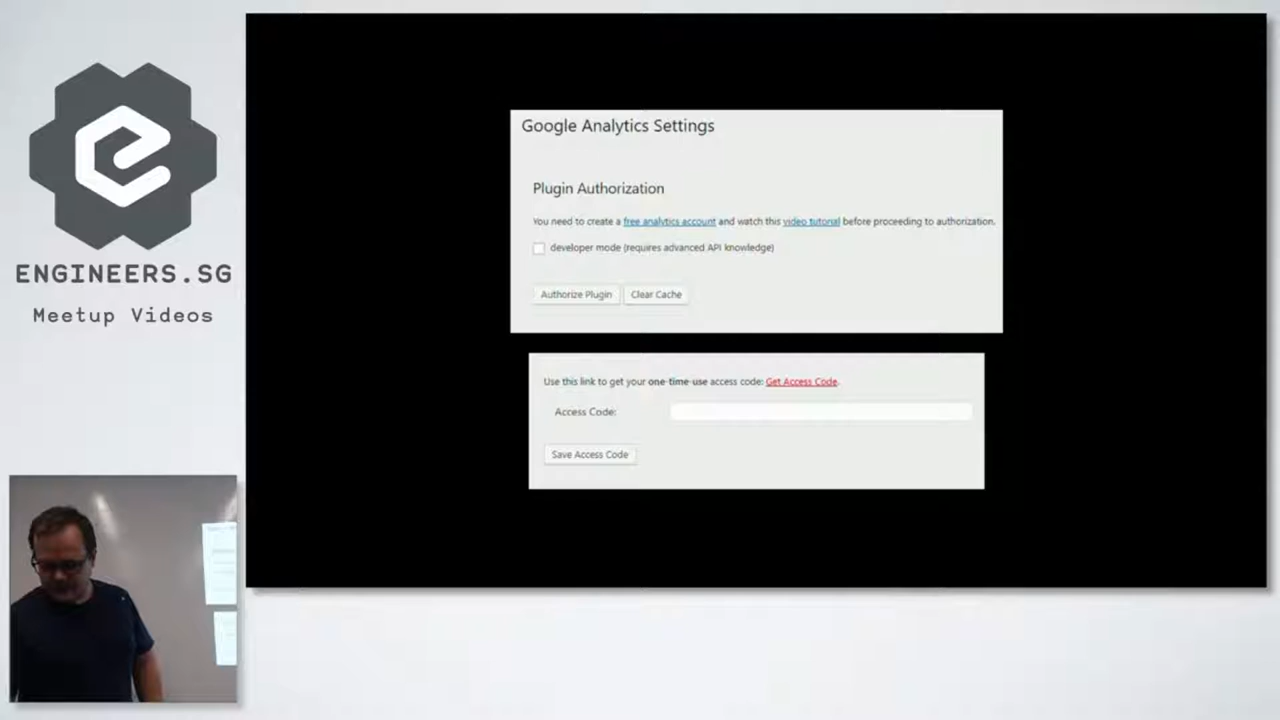 ENGINEERS.SG
Meetup Videos
Google Analytics Settings
Plugin Authorization
You need to create a free analytics account and watch this video tutorial before proceeding to authorization.
developer mode (requires advanced API knowledge)
Authorize Plugin Clear Cache
Use this link to get your one-time-use access code: Get Access Code.
Access Code:
Save Access Code